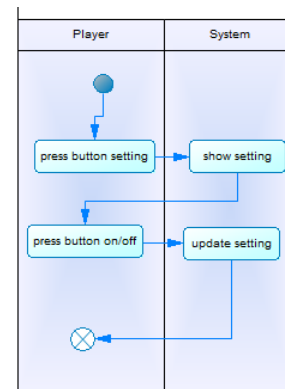 Player
System
press button setting
show setting
press button on/off
update setting